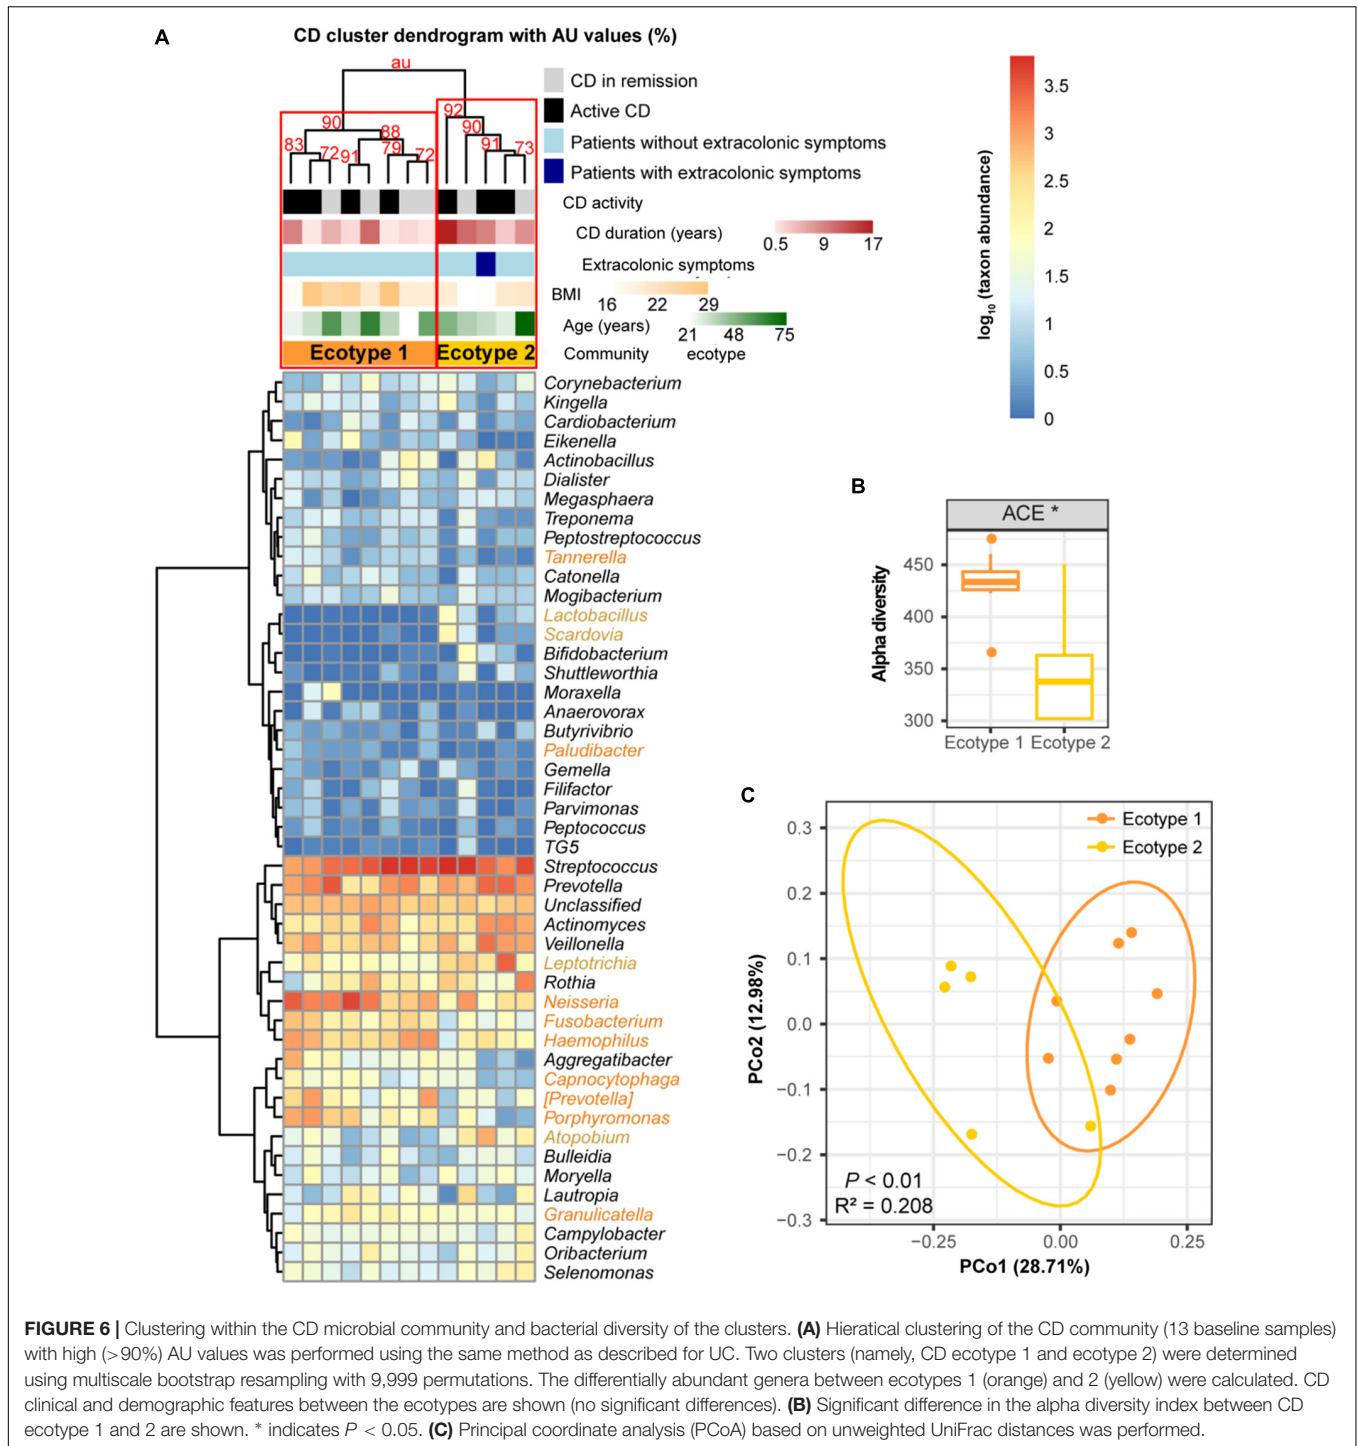 A
CD cluster dendrogram with AU values (%)
au
92
90
90
88
83
72
91
79
72
91
73
CD in remission
Active CD
Patients without extracolonic symptoms
Patients with extracolonic symptoms
CD activity
CD duration (years)
0.5 9 17
Extracolonic symptoms
BMI
16 22 29
Age (years)
21 48 75
Community ecotype
Ecotype 1 Ecotype 2
3.5
3
2.5
2
1.5
1
0.5
0
log10 (taxon abundance)
Corynebacterium
Kingella
Cardiobacterium
Eikenella
Actinobacillus
Dialister
Megasphaera
Treponema
Peptostreptococcus
Tannerella
Catonella
Mogibacterium
Lactobacillus
Scardovia
Bifidobacterium
Shuttleworthia
Moraxella
Anaerovorax
Butyrivibrio
Paludibacter
Gemella
Filifactor
Parvimonas
Peptococcus
TG5
Streptococcus
Prevotella
Unclassified
Actinomyces
Veillonella
Leptotrichia
Rothia
Neisseria
Fusobacterium
Haemophilus
Aggregatibacter
Capnocytophaga
[Prevotella]
Porphyromonas
Atopobium
Bulleidia
Moryella
Lautropia
Granulicatella
Campylobacter
Oribacterium
Selenomonas
B
ACE *
Alpha diversity
450
400
350
300
Ecotype 1 Ecotype 2
C
Ecotype 1
Ecotype 2
PCo2 (12.98%)
0.3
0.2
0.1
0.0
−0.1
−0.2
−0.3
P < 0.01
R² = 0.208
−0.25 0.00 0.25
PCo1 (28.71%)
FIGURE 6 | Clustering within the CD microbial community and bacterial diversity of the clusters. (A) Hieratical clustering of the CD community (13 baseline samples)
with high (>90%) AU values was performed using the same method as described for UC. Two clusters (namely, CD ecotype 1 and ecotype 2) were determined
using multiscale bootstrap resampling with 9,999 permutations. The differentially abundant genera between ecotypes 1 (orange) and 2 (yellow) were calculated. CD
clinical and demographic features between the ecotypes are shown (no significant differences). (B) Significant difference in the alpha diversity index between CD
ecotype 1 and 2 are shown. * indicates P < 0.05. (C) Principal coordinate analysis (PCoA) based on unweighted UniFrac distances was performed.